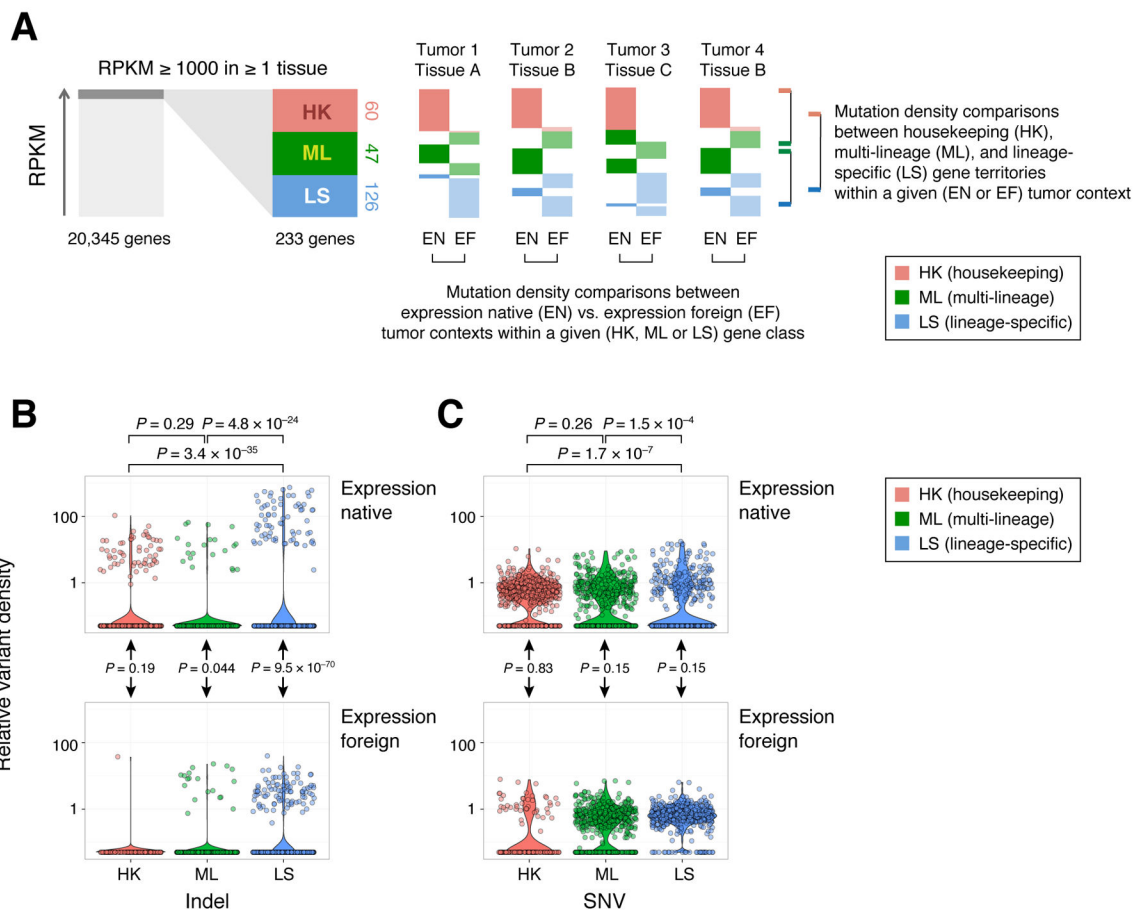 A
RPKM ≥ 1000 in ≥ 1 tissue
RPKM
HK
ML
LS
60
47
126
20,345 genes
233 genes
Tumor 1
Tissue A
Tumor 2
Tissue B
Tumor 3
Tissue C
Tumor 4
Tissue B
EN EF
EN EF
EN EF
EN EF
Mutation density comparisons between
expression native (EN) vs. expression foreign (EF)
tumor contexts within a given (HK, ML or LS) gene class
Mutation density comparisons
between housekeeping (HK),
multi-lineage (ML), and lineage-
specific (LS) gene territories
within a given (EN or EF) tumor context
HK (housekeeping)
ML (multi-lineage)
LS (lineage-specific)
B
P = 0.29 P = 4.8 × 10⁻²⁴
P = 3.4 × 10⁻³⁵
Expression
native
100
1
Relative variant density
P = 0.19 P = 0.044 P = 9.5 × 10⁻⁷⁰
Expression
foreign
100
1
HK ML LS
Indel
C
P = 0.26 P = 1.5 × 10⁻⁴
P = 1.7 × 10⁻⁷
Expression
native
100
1
P = 0.83 P = 0.15 P = 0.15
Expression
foreign
100
1
HK ML LS
SNV
HK (housekeeping)
ML (multi-lineage)
LS (lineage-specific)